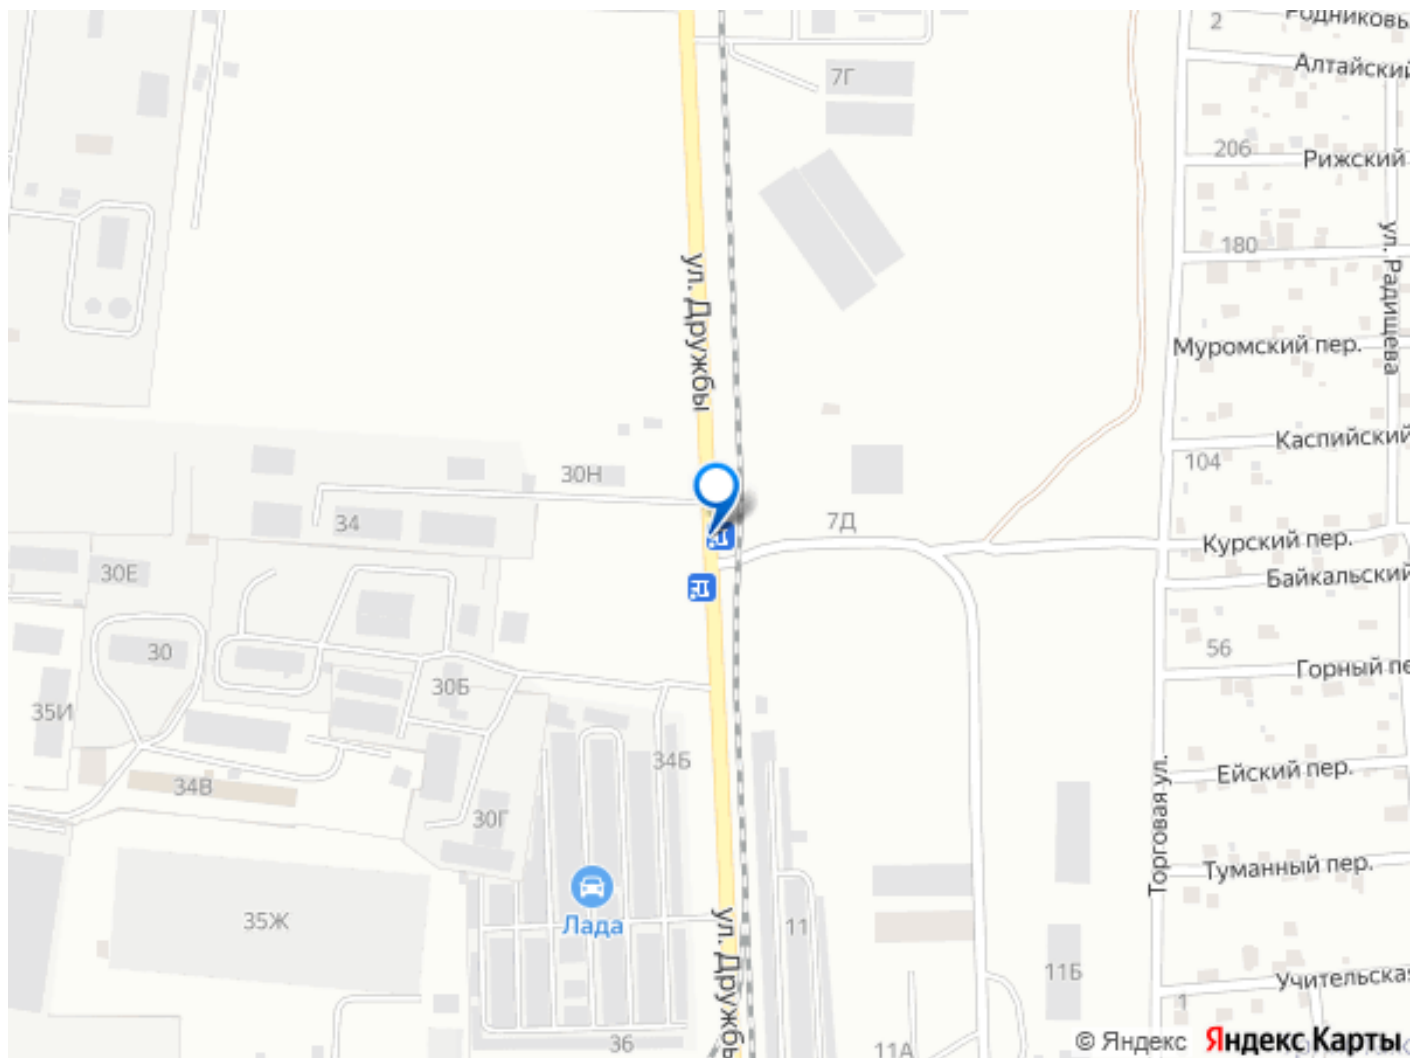 2
Родниковы
Алтайский
7Г
206
Рижский
180
ул. Радищева
ул. Дружбы
Муромский пер.
Каспийский
104
30Н
34
7Д
Курский пер.
Байкальский
30Е
30
56
Горный пе
30Б
35И
34Б
34В
Ейский пер.
Торговая ул.
30Г
Туманный пер.
35Ж
Лада
ул. Дружбы
11
11Б
Учительская
1
36
11А
© Яндекс Яндекс Карты